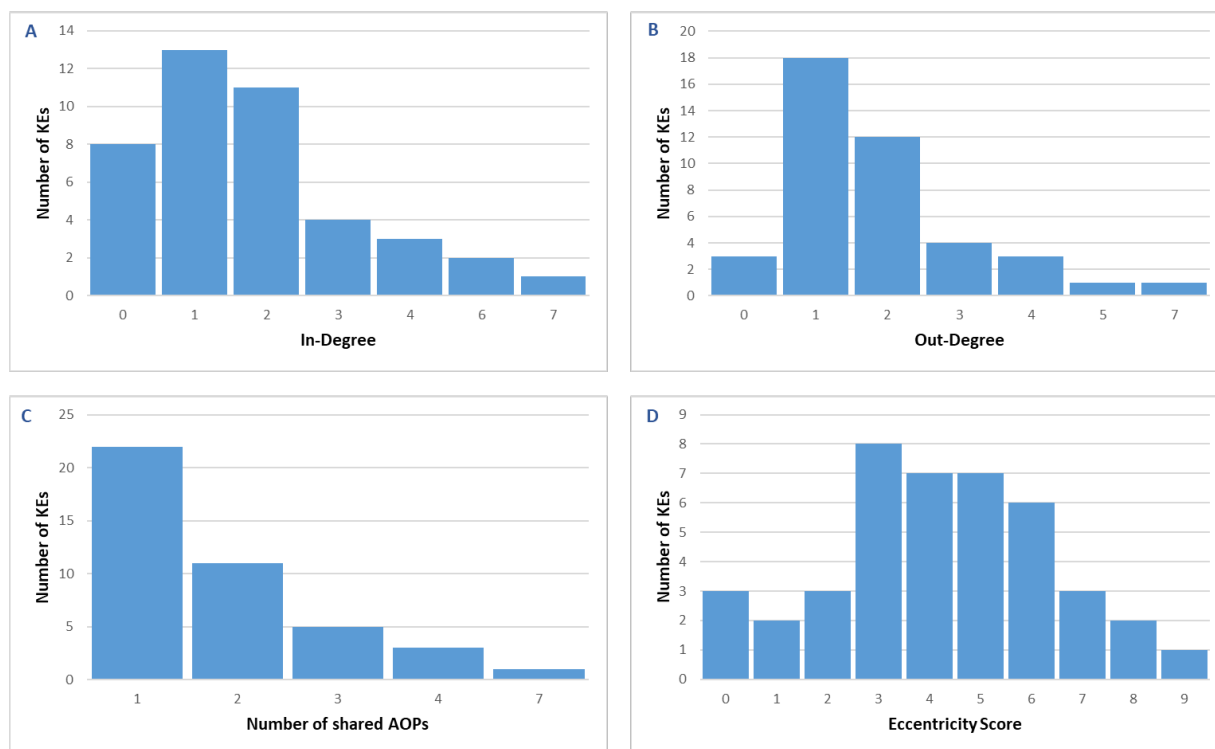 A
14
12
10
8
6
4
2
0
Number of KEs
0 1 2 3 4 6 7
In-Degree
B
20
18
16
14
12
10
8
6
4
2
0
Number of KEs
0 1 2 3 4 5 7
Out-Degree
C
25
20
15
10
5
0
Number of KEs
1 2 3 4 7
Number of shared AOPs
D
9
8
7
6
5
4
3
2
1
0
Number of KEs
0 1 2 3 4 5 6 7 8 9
Eccentricity Score